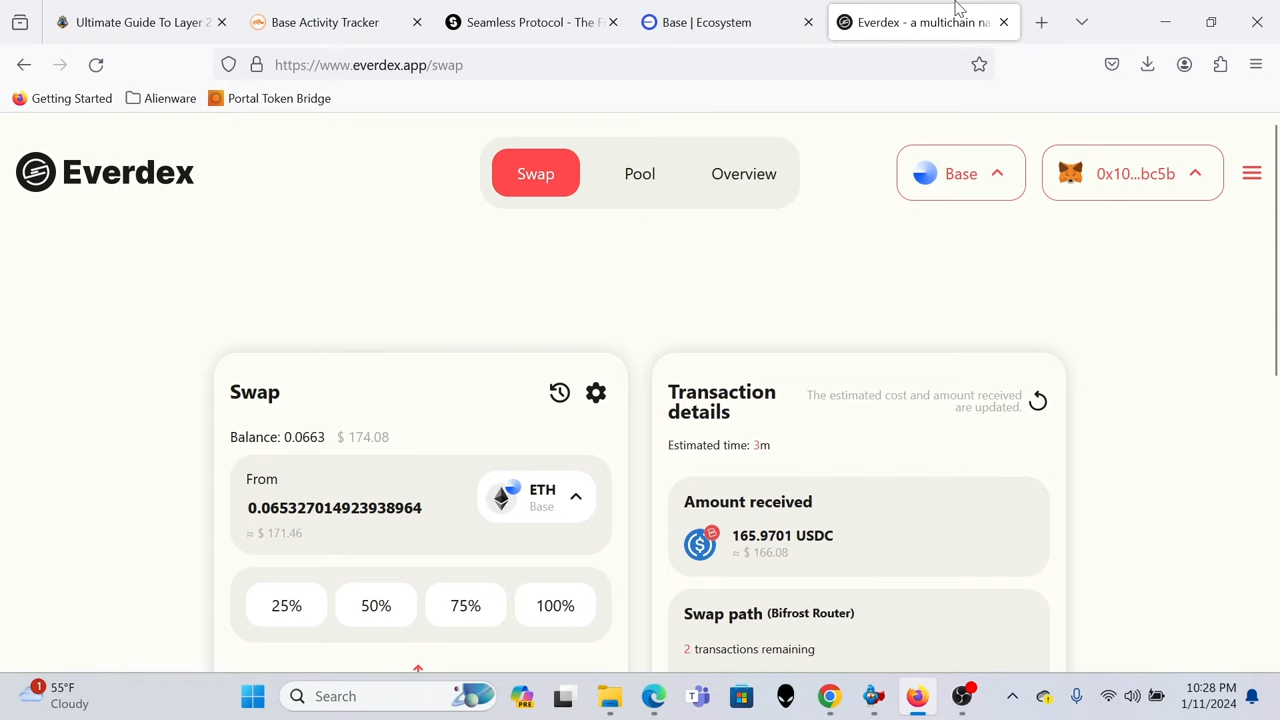 Ultimate Guide To Layer 2
Base Activity Tracker
Seamless Protocol - The Fi
Base | Ecosystem
Everdex - a multichain na
https://www.everdex.app/swap
Getting Started
Alienware
Portal Token Bridge
Everdex
Swap
Pool
Overview
Base
0x10...bc5b
Swap
Balance: 0.0663 $ 174.08
From
0.065327014923938964
≈ $ 171.46
ETH
Base
25%
50%
75%
100%
Transaction
details
The estimated cost and amount received
are updated.
Estimated time: 3m
Amount received
165.9701 USDC
≈ $ 166.08
Swap path (Bifrost Router)
2 transactions remaining
1
55°F
Cloudy
Search
PRE
10:28 PM
1/11/2024